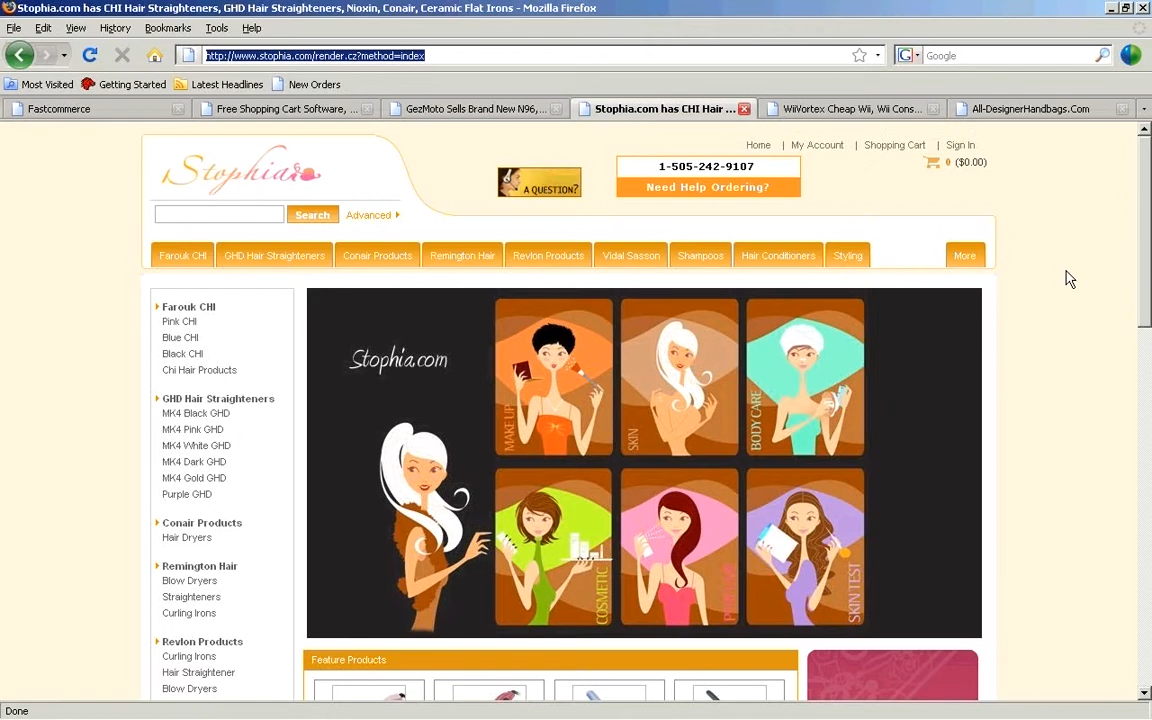 Stophia.com has CHI Hair Straighteners, GHD Hair Straighteners, Nioxin, Conair, Ceramic Flat Irons - Mozilla Firefox
File Edit View History Bookmarks Tools Help
http://www.stophia.com/render.cz?method=index
Google
Most Visited Getting Started Latest Headlines New Orders
Fastcommerce Free Shopping Cart Software, ... GezMoto Sells Brand New N96, ... Stophia.com has CHI Hair ... WiiVortex Cheap Wii, Wii Cons... All-DesignerHandbags.Com
Home | My Account | Shopping Cart | Sign In
Stophia
A QUESTION?
1-505-242-9107
0 ($0.00)
Need Help Ordering?
Search Advanced
Farouk CHI GHD Hair Straighteners Conair Products Remington Hair Revlon Products Vidal Sasson Shampoos Hair Conditioners Styling More
Farouk CHI
Pink CHI
Blue CHI
Black CHI
Chi Hair Products
GHD Hair Straighteners
MK4 Black GHD
MK4 Pink GHD
MK4 White GHD
MK4 Dark GHD
MK4 Gold GHD
Purple GHD
Conair Products
Hair Dryers
Remington Hair
Blow Dryers
Straighteners
Curling Irons
Revlon Products
Curling Irons
Hair Straightener
Blow Dryers
Stophia.com
MAKE UP
SKIN
BODY CARE
COSMETIC
SKIN TEST
Feature Products
Done